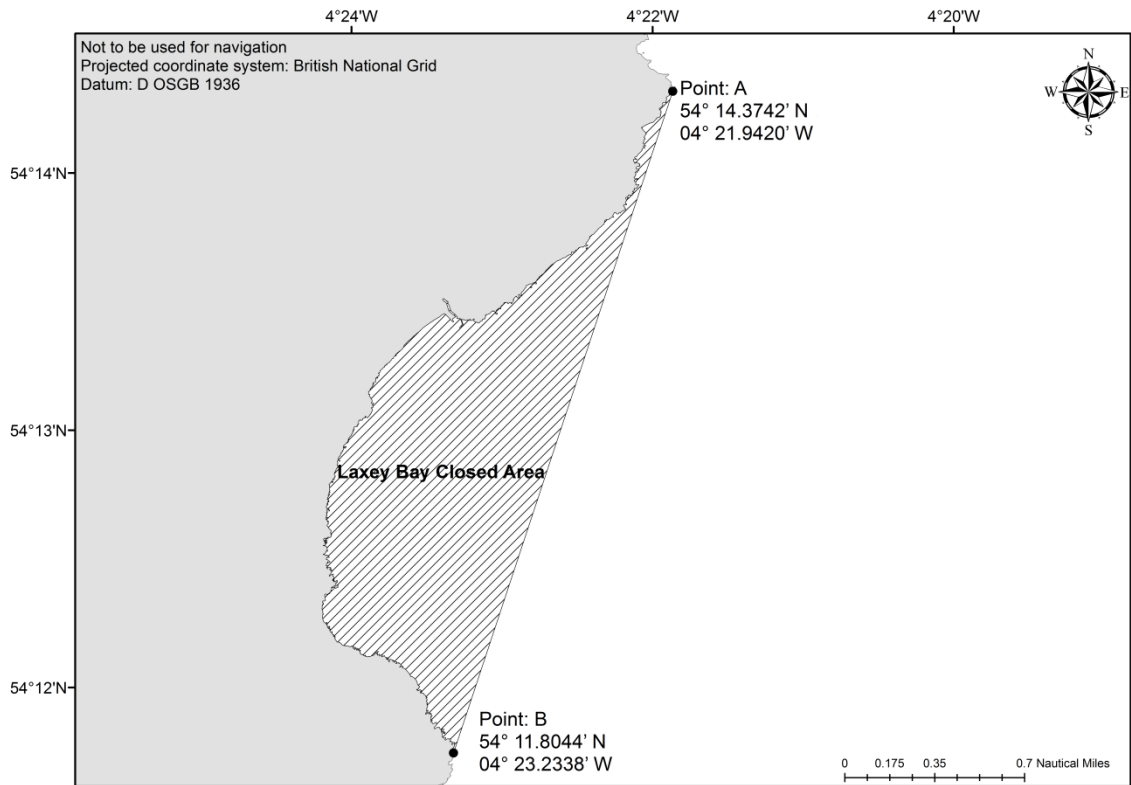 4°24'W
4°22'W
4°20'W
Not to be used for navigation
Projected coordinate system: British National Grid
Datum: D OSGB 1936
N
W
E
S
Point: A
54° 14.3742’ N
04° 21.9420’ W
54°14'N
54°13'N
Laxey Bay Closed Area
54°12'N
Point: B
54° 11.8044’ N
04° 23.2338’ W
0 0.175 0.35 0.7 Nautical Miles